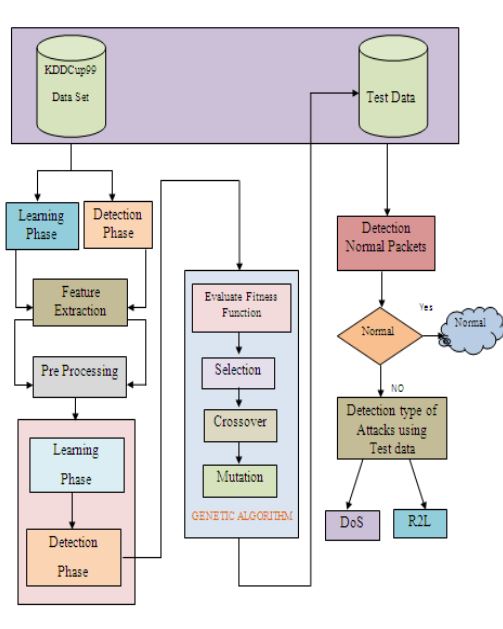 KDDCup99
Data Set
Test Data
Learning
Phase
Detection
Phase
Feature
Extraction
Pre Processing
Learning
Phase
Detection
Phase
Evaluate Fitness
Function
Selection
Crossover
Mutation
GENETIC ALGORITHM
Detection
Normal Packets
Normal
Yes
Normal
NO
Detection type of
Attacks using
Test data
DoS
R2L